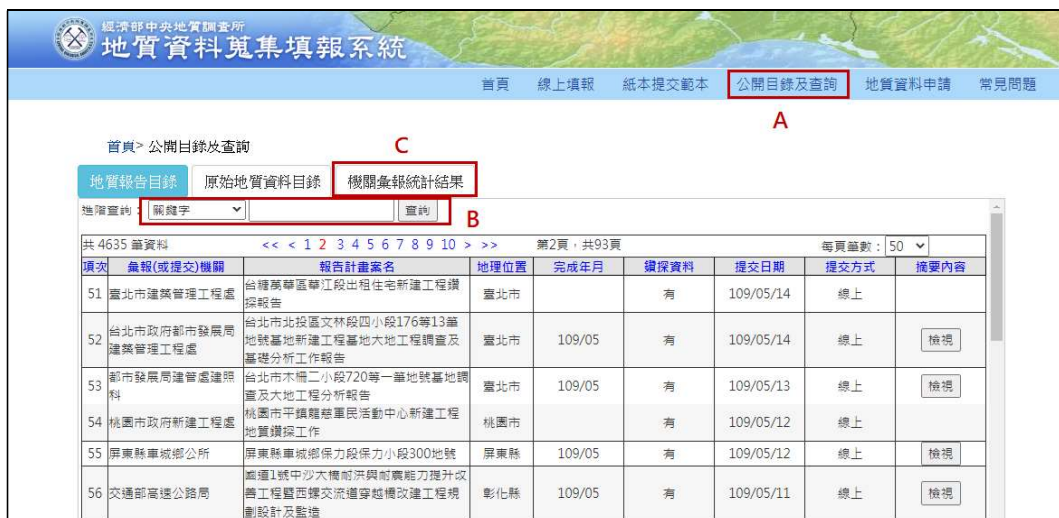 經濟部中央地質調查所
地質資料蒐集填報系統
首頁 線上填報 紙本提交範本 公開目錄及查詢 地質資料申請 常見問題
A
首頁> 公開目錄及查詢
C
地質報告目錄 原始地質資料目錄 機關彙報統計結果
進階查詢： 關鍵字 查詢
B
共 4635 筆資料 << < 1 2 3 4 5 6 7 8 9 10 > >> 第2頁，共93頁 每頁筆數： 50
項次 彙報(或提交)機關 報告計畫案名 地理位置 完成年月 鑽探資料 提交日期 提交方式 摘要內容
51 臺北市建築管理工程處 台糖萬華區華江段出租住宅新建工程鑽探報告 臺北市 有 109/05/14 線上
52 台北市政府都市發展局建築管理工程處 台北市北投區文林段四小段176等13筆地號基地新建工程基地大地工程調查及基礎分析工作報告 臺北市 109/05 有 109/05/14 線上 檢視
53 都市發展局建管處建照科 台北市木柵二小段720等一筆地號基地調查及大地工程分析報告 臺北市 109/05 有 109/05/13 線上 檢視
54 桃園市政府新建工程處 桃園市平鎮龍慈軍民活動中心新建工程地質鑽探工作 桃園市 有 109/05/12 線上
55 屏東縣車城鄉公所 屏東縣車城鄉保力段保力小段300地號 屏東縣 109/05 有 109/05/12 線上 檢視
56 交通部高速公路局 國道1號中沙大橋耐洪與耐震能力提升改善工程暨西螺交流道穿越橋改建工程規劃設計及監造 彰化縣 109/05 有 109/05/11 線上 檢視